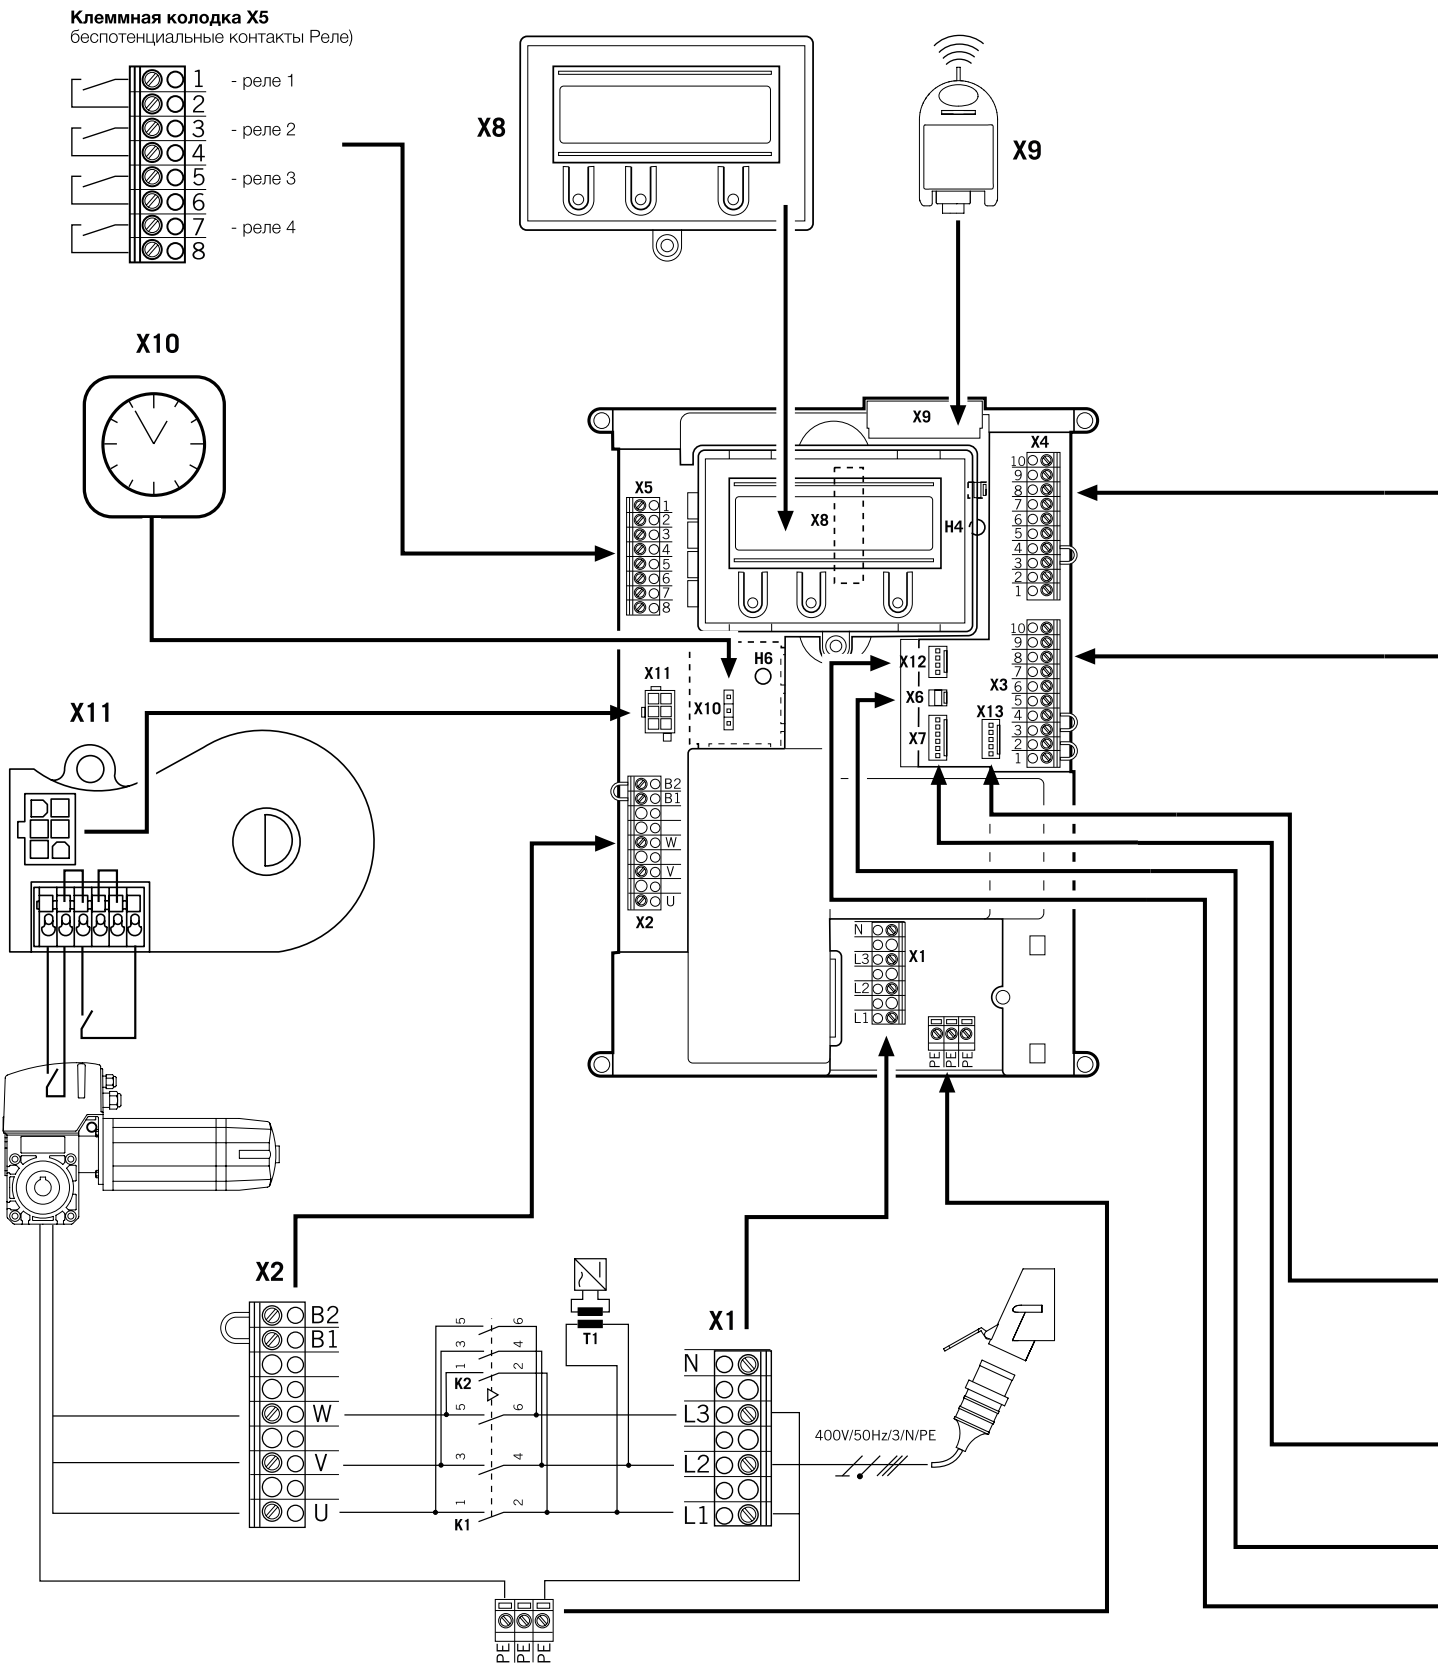 Клеммная колодка X5
беспотенциальные контакты Реле)
1 - реле 1
2
3 - реле 2
4
5 - реле 3
6
7 - реле 4
8
X8
X9
X10
X9
X4
10
9
8
7
6
5
4
3
2
1
X5
1
2
3
4
5
6
7
8
X8
H4
10
9
8
7
6
5
4
3
2
1
X3
X12
X6
X7
X13
H6
X11
X10
X11
B2
B1
W
V
U
X2
N
L3
L2
L1
X1
PE
PE
PE
X2
B2
B1
W
V
U
5 6
3 4
1 2
K2
5 6
3 4
1 2
K1
T1
X1
N
L3
L2
L1
400V/50Hz/3/N/PE
PE
PE
PE